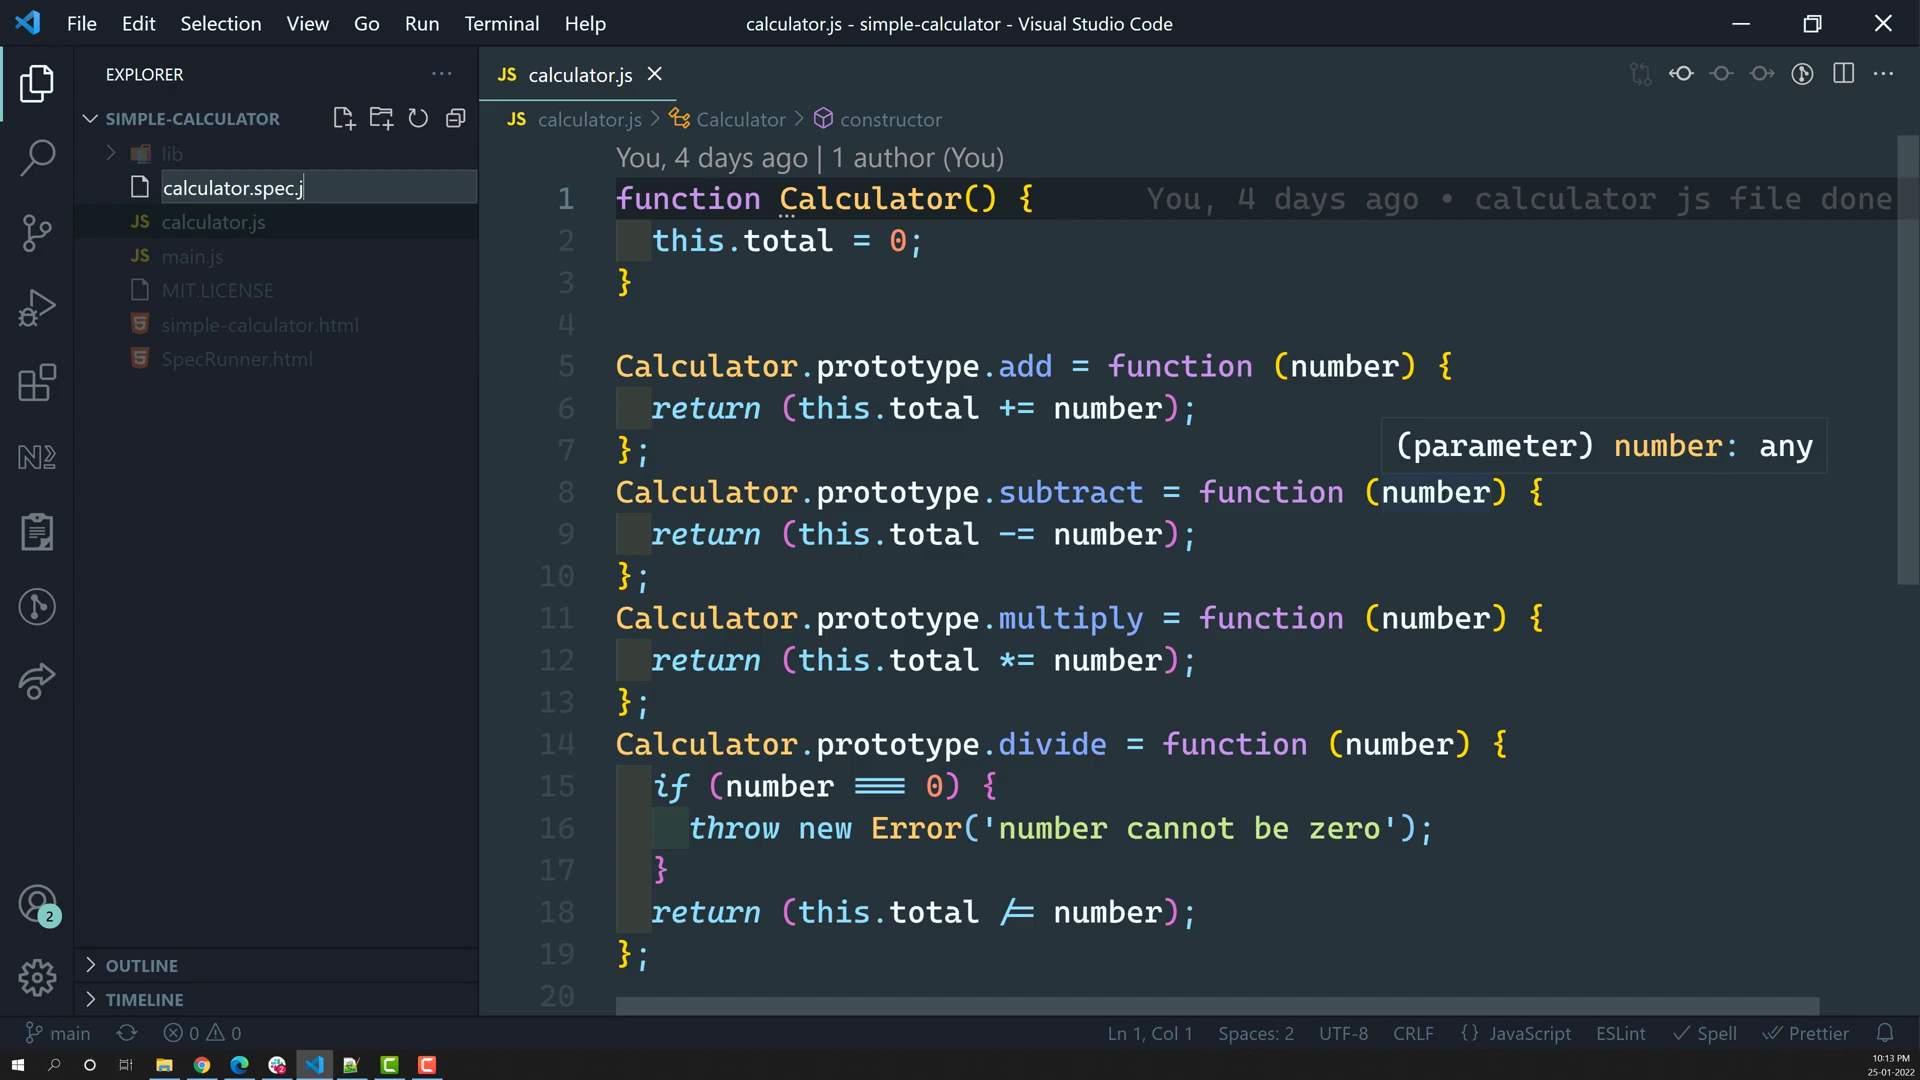 File Edit Selection View Go Run Terminal Help
calculator.js - simple-calculator - Visual Studio Code
EXPLORER
SIMPLE-CALCULATOR
lib
calculator.spec.j
JS calculator.js
JS main.js
MIT.LICENSE
simple-calculator.html
SpecRunner.html
OUTLINE
TIMELINE
2
JS calculator.js
JS calculator.js > Calculator > constructor
You, 4 days ago | 1 author (You)
1 function Calculator() { You, 4 days ago • calculator js file done
2 this.total = 0;
3 }
4
5 Calculator.prototype.add = function (number) {
6 return (this.total += number);
7 };
(parameter) number: any
8 Calculator.prototype.subtract = function (number) {
9 return (this.total -= number);
10 };
11 Calculator.prototype.multiply = function (number) {
12 return (this.total *= number);
13 };
14 Calculator.prototype.divide = function (number) {
15 if (number === 0) {
16 throw new Error('number cannot be zero');
17 }
18 return (this.total /= number);
19 };
20
main 0 0
Ln 1, Col 1 Spaces: 2 UTF-8 CRLF {} JavaScript ESLint Spell Prettier
10:13 PM
25-01-2022